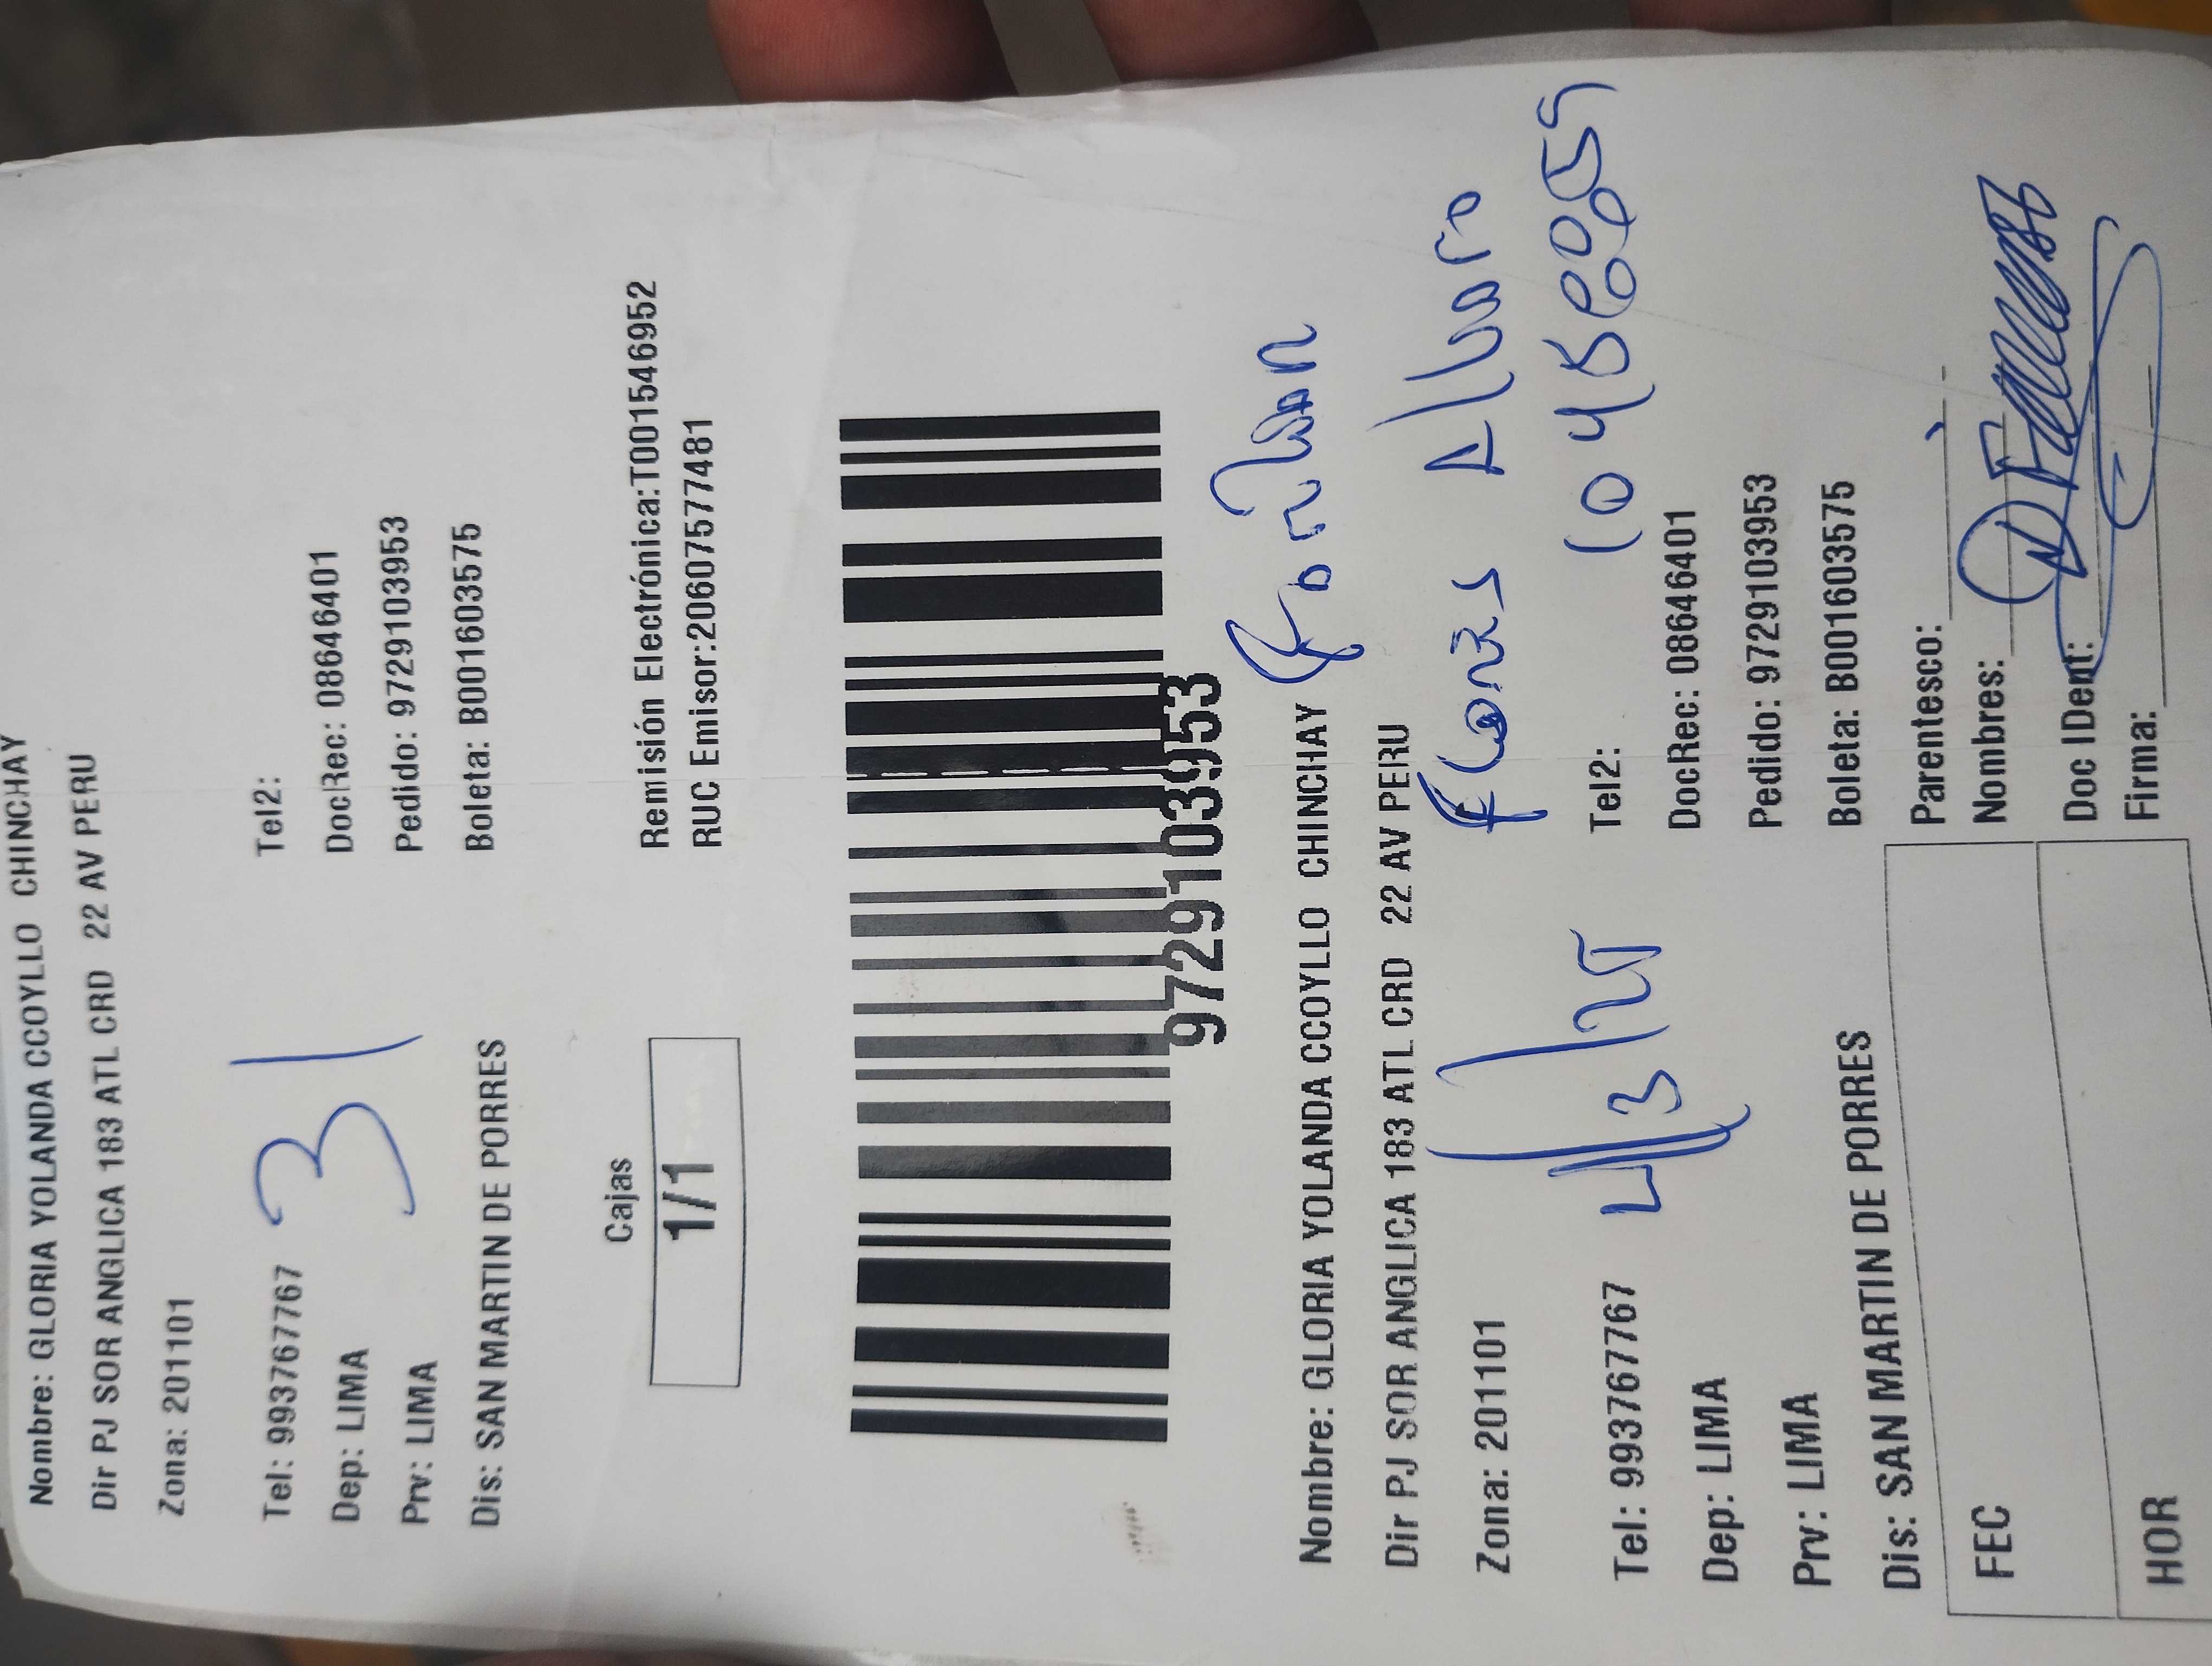 Nombre: GLORIA YOLANDA CCOYLLO CHINCHAY
Dir PJ SOR ANGLICA 183 ATL CRD 22 AV PERU
Zona: 201101
Tel: 993767767 Tel2:
31
Dep: LIMA DocRec: 08646401
Prv: LIMA Pedido: 9729103953
Dis: SAN MARTIN DE PORRES Boleta: B001603575
Cajas
1/1
Remisión Electrónica:T001546952
RUC Emisor:20607577481
97291039953
Nombre: GLORIA YOLANDA CCOYLLO CHINCHAY
Dir PJ SOR ANGLICA 183 ATL CRD 22 AV PERU
Flores Alvaro
Zona: 201101
Tel: 993767767 Tel2:
Dep: LIMA DocRec: 08646401
Prv: LIMA Pedido: 97291039953
Dis: SAN MARTIN DE PORRES Boleta: B001603575
FEC
HOR
Parentesco:
Nombres:
Doc IDent:
Firma: